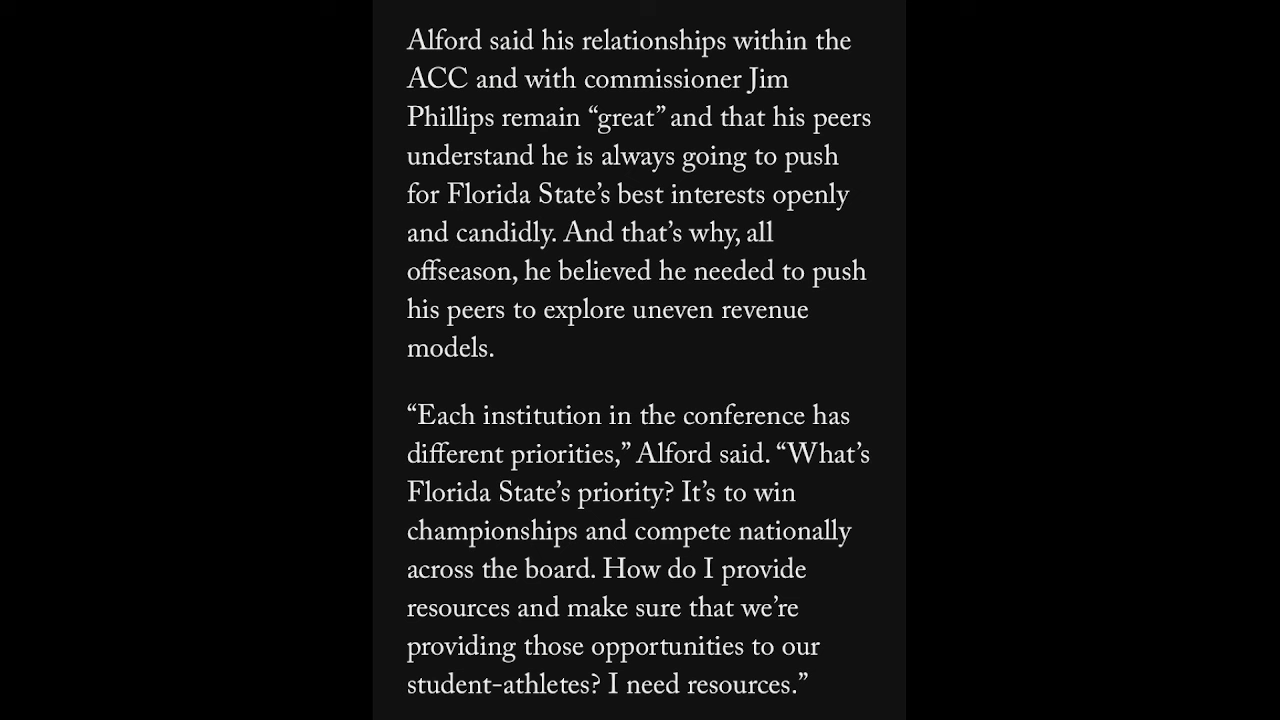 Alford said his relationships within the
ACC and with commissioner Jim
Phillips remain “great” and that his peers
understand he is always going to push
for Florida State’s best interests openly
and candidly. And that’s why, all
offseason, he believed he needed to push
his peers to explore uneven revenue
models.
“Each institution in the conference has
different priorities,” Alford said. “What’s
Florida State’s priority? It’s to win
championships and compete nationally
across the board. How do I provide
resources and make sure that we’re
providing those opportunities to our
student-athletes? I need resources.”